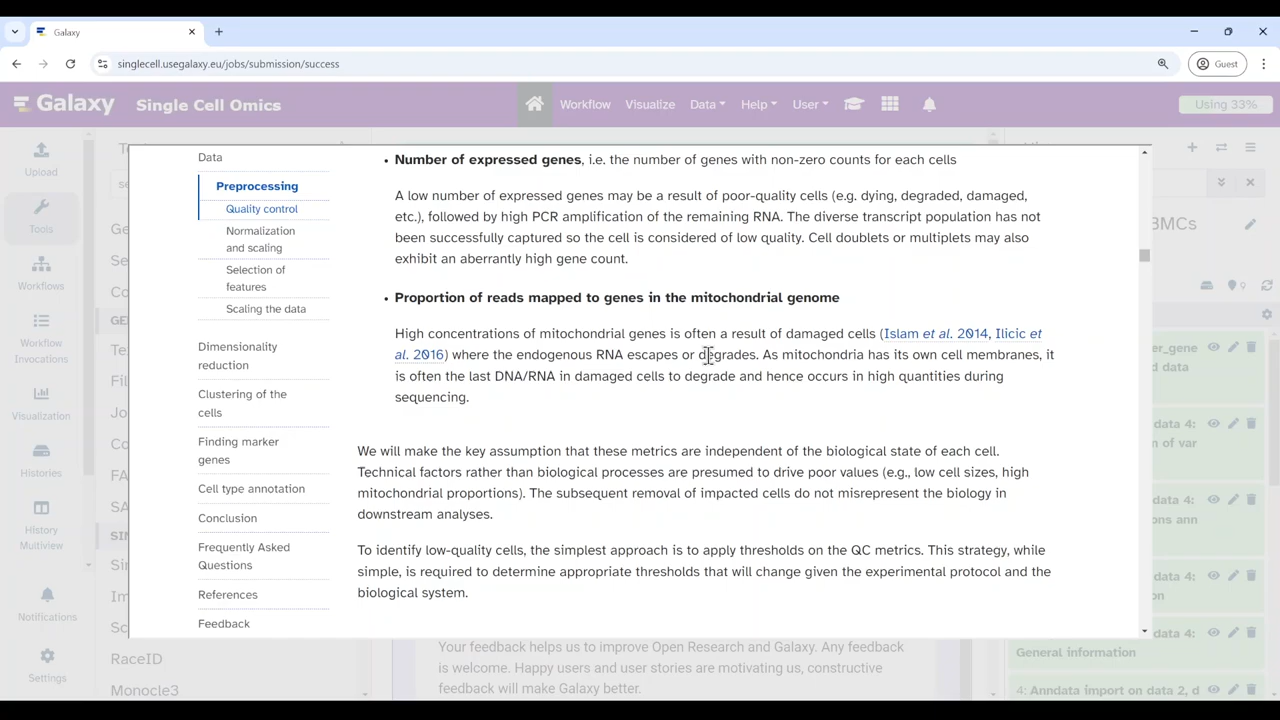 Galaxy
singlecell.usegalaxy.eu/jobs/submission/success
Guest
Galaxy Single Cell Omics Workflow Visualize Data Help User Using 33%
Upload
Tools
Workflows
Workflow
Invocations
Visualization
Histories
History
Multiview
Notifications
Settings
RaceID
Monocle3
Data
Preprocessing
Quality control
Normalization
and scaling
Selection of
features
Scaling the data
Dimensionality
reduction
Clustering of the
cells
Finding marker
genes
Cell type annotation
Conclusion
Frequently Asked
Questions
References
Feedback
• Number of expressed genes, i.e. the number of genes with non-zero counts for each cells
A low number of expressed genes may be a result of poor-quality cells (e.g. dying, degraded, damaged,
etc.), followed by high PCR amplification of the remaining RNA. The diverse transcript population has not
been successfully captured so the cell is considered of low quality. Cell doublets or multiplets may also
exhibit an aberrantly high gene count.
• Proportion of reads mapped to genes in the mitochondrial genome
High concentrations of mitochondrial genes is often a result of damaged cells (Islam et al. 2014, Ilicic et
al. 2016) where the endogenous RNA escapes or degrades. As mitochondria has its own cell membranes, it
is often the last DNA/RNA in damaged cells to degrade and hence occurs in high quantities during
sequencing.
We will make the key assumption that these metrics are independent of the biological state of each cell.
Technical factors rather than biological processes are presumed to drive poor values (e.g., low cell sizes, high
mitochondrial proportions). The subsequent removal of impacted cells do not misrepresent the biology in
downstream analyses.
To identify low-quality cells, the simplest approach is to apply thresholds on the QC metrics. This strategy, while
simple, is required to determine appropriate thresholds that will change given the experimental protocol and the
biological system.
Your feedback helps us to improve Open Research and Galaxy. Any feedback
is welcome. Happy users and user stories are motivating us, constructive
feedback will make Galaxy better.
BMCs
er_gene
d data
ata 4:
n of var
data 4:
ons ann
ata 4:
on
ata 4:
General information
4: Anndata import on data 2, d